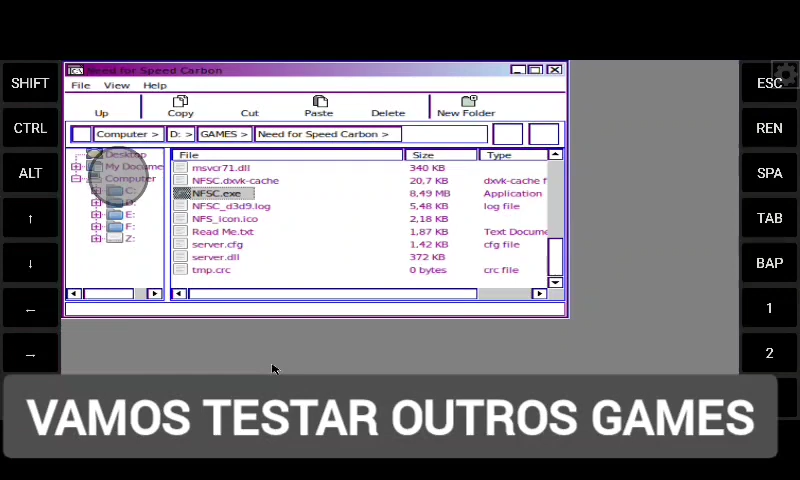 Need for Speed Carbon
File View Help
Up Copy Cut Paste Delete New Folder
Computer > D: > GAMES > Need for Speed Carbon >
Desktop
My Docume
Computer
C:
D:
E:
F:
Z:
File Size Type
msvcr71.dll 340 KB
NFSC.dxvk-cache 20,7 KB dxvk-cache f
NFSC.exe 8,49 MB Application
NFSC_d3d9.log 5,48 KB log file
NFS_icon.ico 2,18 KB
Read Me.txt 1,87 KB Text Docume
server.cfg 1,42 KB cfg file
server.dll 372 KB
tmp.crc 0 bytes crc file
SHIFT
CTRL
ALT
↑
↓
←
→
ESC
REN
SPA
TAB
BAP
1
2
VAMOS TESTAR OUTROS GAMES